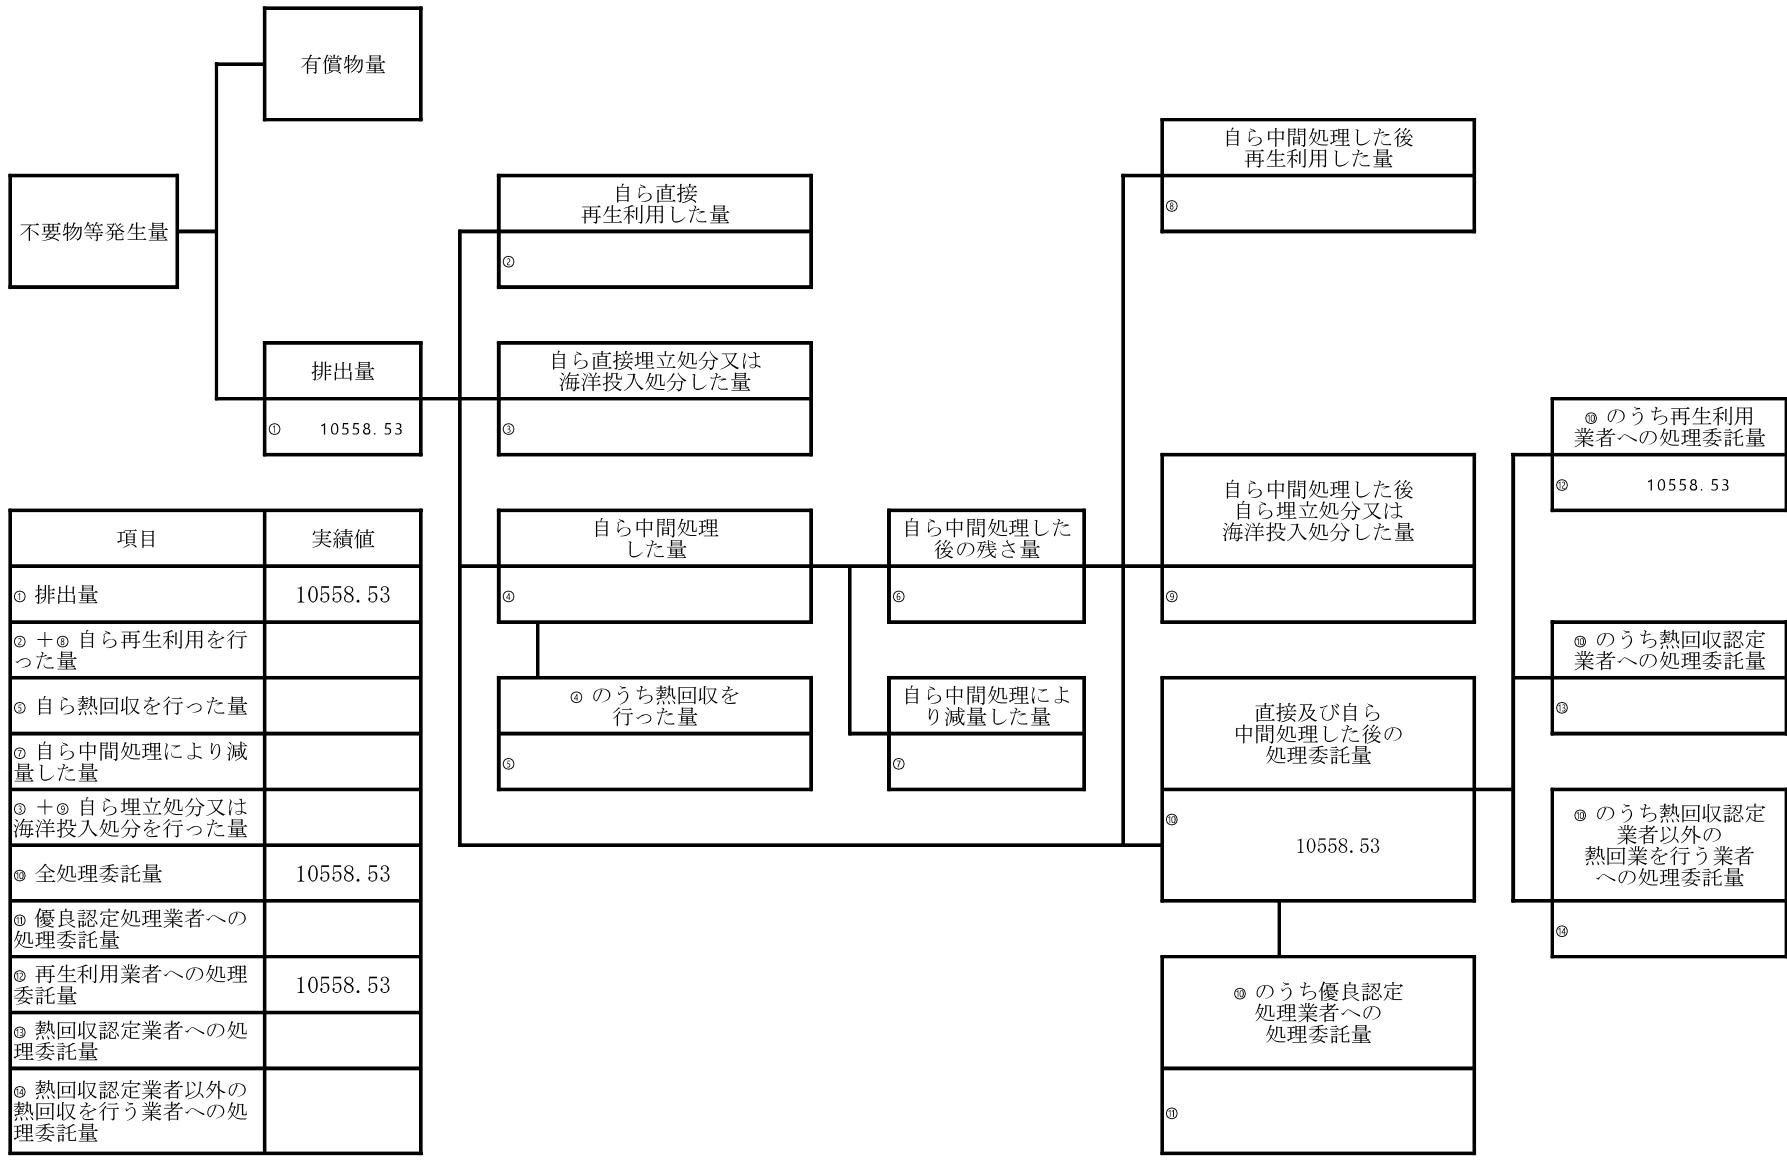 有償物量
不要物等発生量
排出量
① 10558.53
自ら直接
再生利用した量
②
自ら直接埋立処分又は
海洋投入処分した量
③
自ら中間処理
した量
④
④ のうち熱回収を
行った量
⑤
自ら中間処理した
後の残さ量
⑥
自ら中間処理によ
り減量した量
⑦
自ら中間処理した後
再生利用した量
⑧
自ら中間処理した後
自ら埋立処分又は
海洋投入処分した量
⑨
直接及び自ら
中間処理した後の
処理委託量
⑩
10558.53
⑩ のうち優良認定
処理業者への
処理委託量
⑪
⑩ のうち再生利用
業者への処理委託量
⑫ 10558.53
⑩ のうち熱回収認定
業者への処理委託量
⑬
⑩ のうち熱回収認定
業者以外の
熱回業を行う業者
への処理委託量
⑭
項目 実績値
① 排出量 10558.53
② +⑧ 自ら再生利用を行
った量
⑤ 自ら熱回収を行った量
⑦ 自ら中間処理により減
量した量
③ +⑨ 自ら埋立処分又は
海洋投入処分を行った量
⑩ 全処理委託量 10558.53
⑪ 優良認定処理業者への
処理委託量
⑫ 再生利用業者への処理
委託量 10558.53
⑬ 熱回収認定業者への処
理委託量
⑭ 熱回収認定業者以外の
熱回収を行う業者への処
理委託量